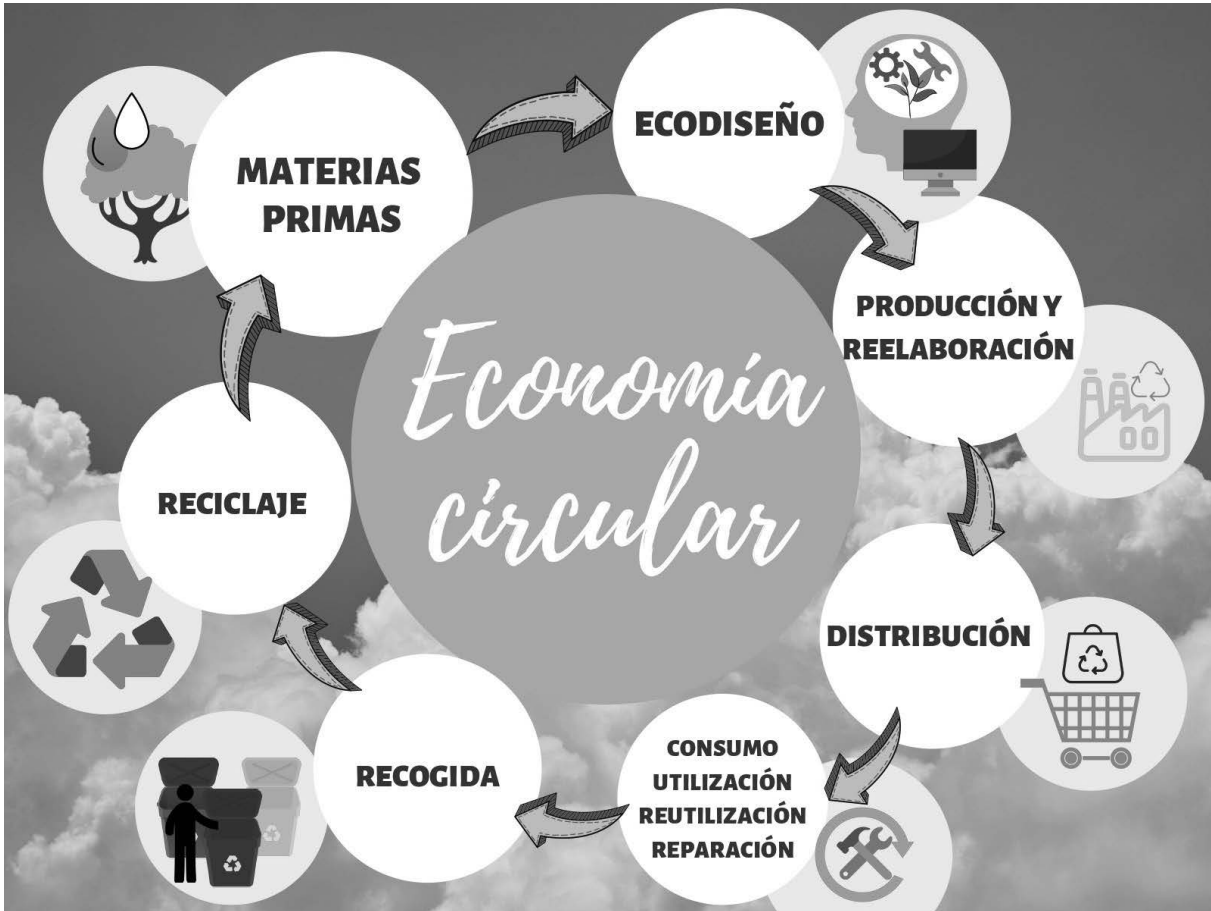 MATERIAS
PRIMAS
ECODISEÑO
PRODUCCIÓN Y
REELABORACIÓN
DISTRIBUCIÓN
CONSUMO
UTILIZACIÓN
REUTILIZACIÓN
REPARACIÓN
RECOGIDA
RECICLAJE
Economía
circular